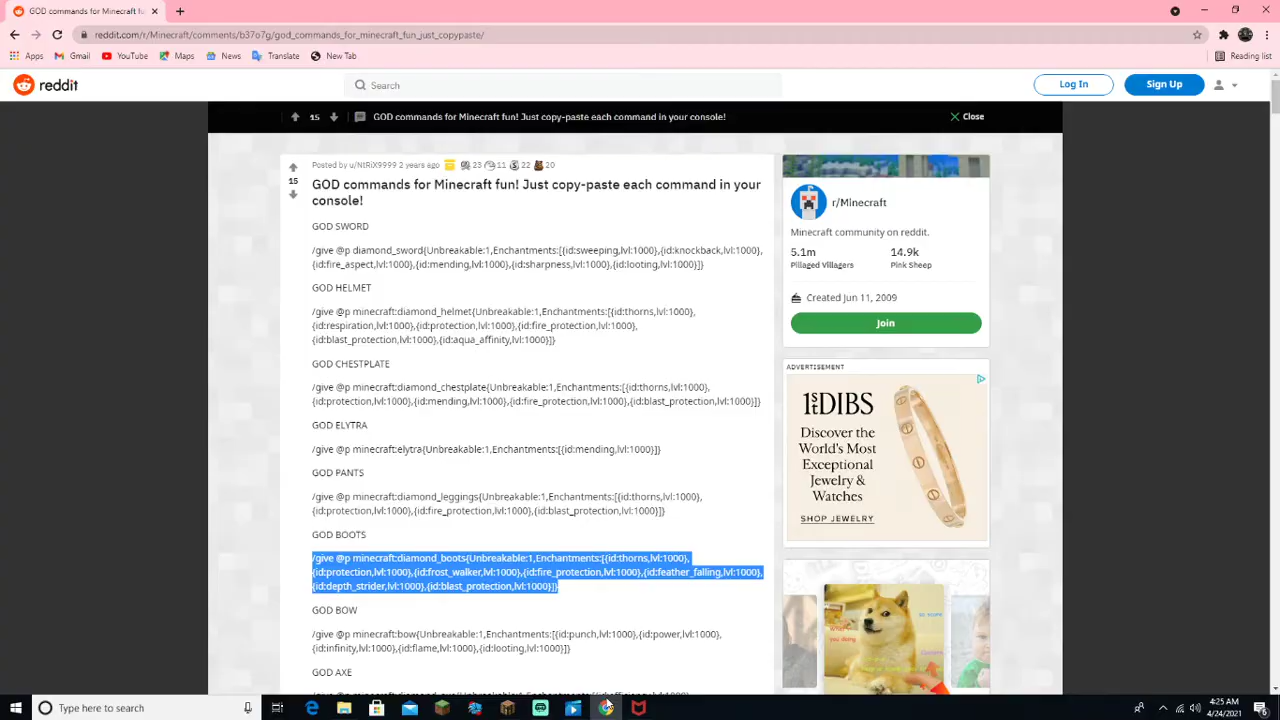 GOD commands for Minecraft fun
reddit.com/r/Minecraft/comments/b37o7g/god_commands_for_minecraft_fun_just_copypaste/
Apps
Gmail
YouTube
Maps
News
Translate
New Tab
Reading list
reddit
Search
Log In
Sign Up
15
GOD commands for Minecraft fun! Just copy-paste each command in your console!
Close
Posted by u/NtRiX9999 2 years ago
23
11
22
20
15
GOD commands for Minecraft fun! Just copy-paste each command in your
console!
GOD SWORD
/give @p diamond_sword{Unbreakable:1,Enchantments:[{id:sweeping,lvl:1000},{id:knockback,lvl:1000},
{id:fire_aspect,lvl:1000},{id:mending,lvl:1000},{id:sharpness,lvl:1000},{id:looting,lvl:1000}]}
GOD HELMET
/give @p minecraft:diamond_helmet{Unbreakable:1,Enchantments:[{id:thorns,lvl:1000},
{id:respiration,lvl:1000},{id:protection,lvl:1000},{id:fire_protection,lvl:1000},
{id:blast_protection,lvl:1000},{id:aqua_affinity,lvl:1000}]}
GOD CHESTPLATE
/give @p minecraft:diamond_chestplate{Unbreakable:1,Enchantments:[{id:thorns,lvl:1000},
{id:protection,lvl:1000},{id:mending,lvl:1000},{id:fire_protection,lvl:1000},{id:blast_protection,lvl:1000}]}
GOD ELYTRA
/give @p minecraft:elytra{Unbreakable:1,Enchantments:[{id:mending,lvl:1000}]}
GOD PANTS
/give @p minecraft:diamond_leggings{Unbreakable:1,Enchantments:[{id:thorns,lvl:1000},
{id:protection,lvl:1000},{id:fire_protection,lvl:1000},{id:blast_protection,lvl:1000}]}
GOD BOOTS
/give @p minecraft:diamond_boots{Unbreakable:1,Enchantments:[{id:thorns,lvl:1000},
{id:protection,lvl:1000},{id:frost_walker,lvl:1000},{id:fire_protection,lvl:1000},{id:feather_falling,lvl:1000},
{id:depth_strider,lvl:1000},{id:blast_protection,lvl:1000}]}
GOD BOW
/give @p minecraft:bow{Unbreakable:1,Enchantments:[{id:punch,lvl:1000},{id:power,lvl:1000},
{id:infinity,lvl:1000},{id:flame,lvl:1000},{id:looting,lvl:1000}]}
GOD AXE
r/Minecraft
Minecraft community on reddit.
5.1m
14.9k
Pillaged Villagers
Pink Sheep
Created Jun 11, 2009
Join
ADVERTISEMENT
1stDIBS
Discover the
World's Most
Exceptional
Jewelry &
Watches
SHOP JEWELRY
you doing
Type here to search
4:25 AM
4/24/2021
6